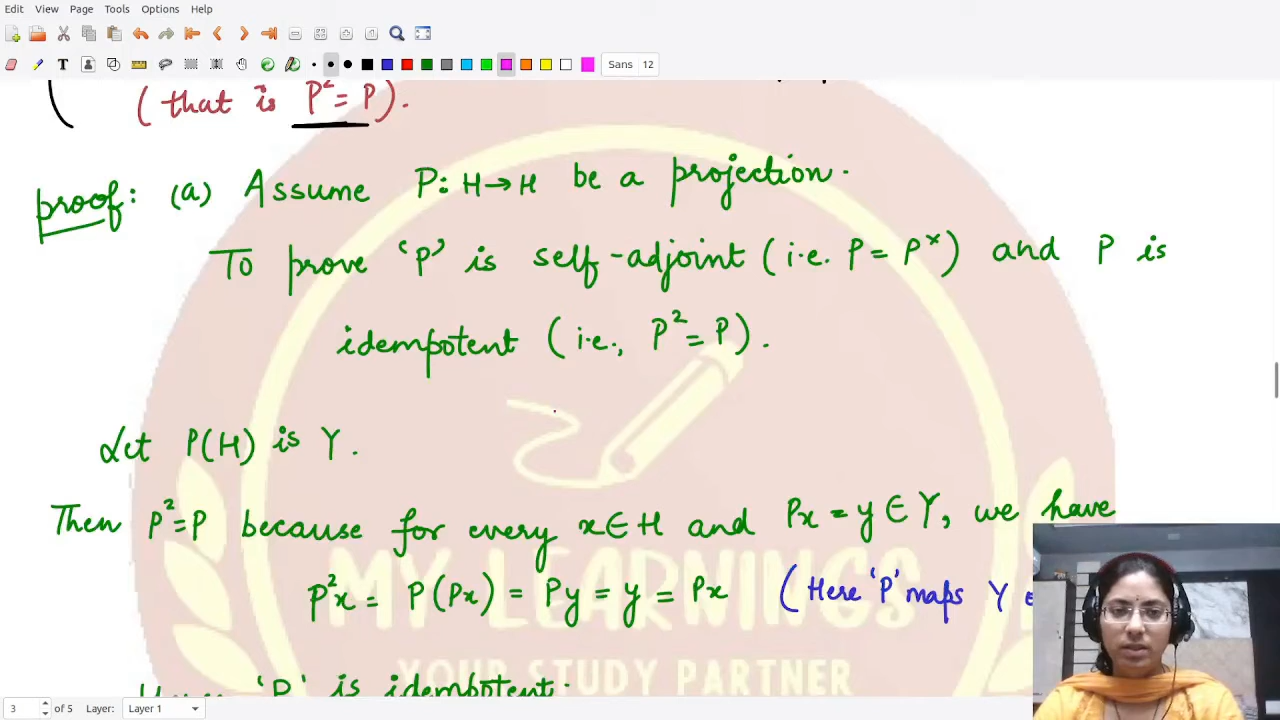 Edit View Page Tools Options Help
Sans 12
(that is P²= P).
proof: (a) Assume P: H→H be a projection.
To prove 'P' is self-adjoint (i.e. P = P*) and P is
idempotent (i.e., P² = P).
Let P(H) is Y.
Then P²=P because for every x∈H and Px = y ∈ Y, we have
P²x = P(Px) = Py = y = Px (Here 'P' maps Y
Hence 'P' is idempotent.
MY LEARNINGS
YOUR STUDY PARTNER
3 of 5 Layer: Layer 1